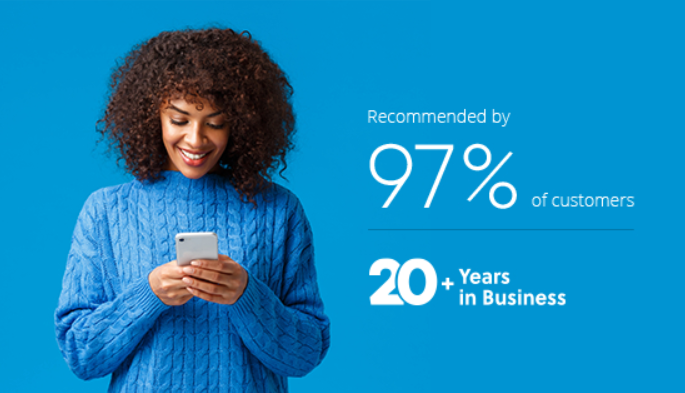 Recommended by
97% of customers
20+ Years
in Business